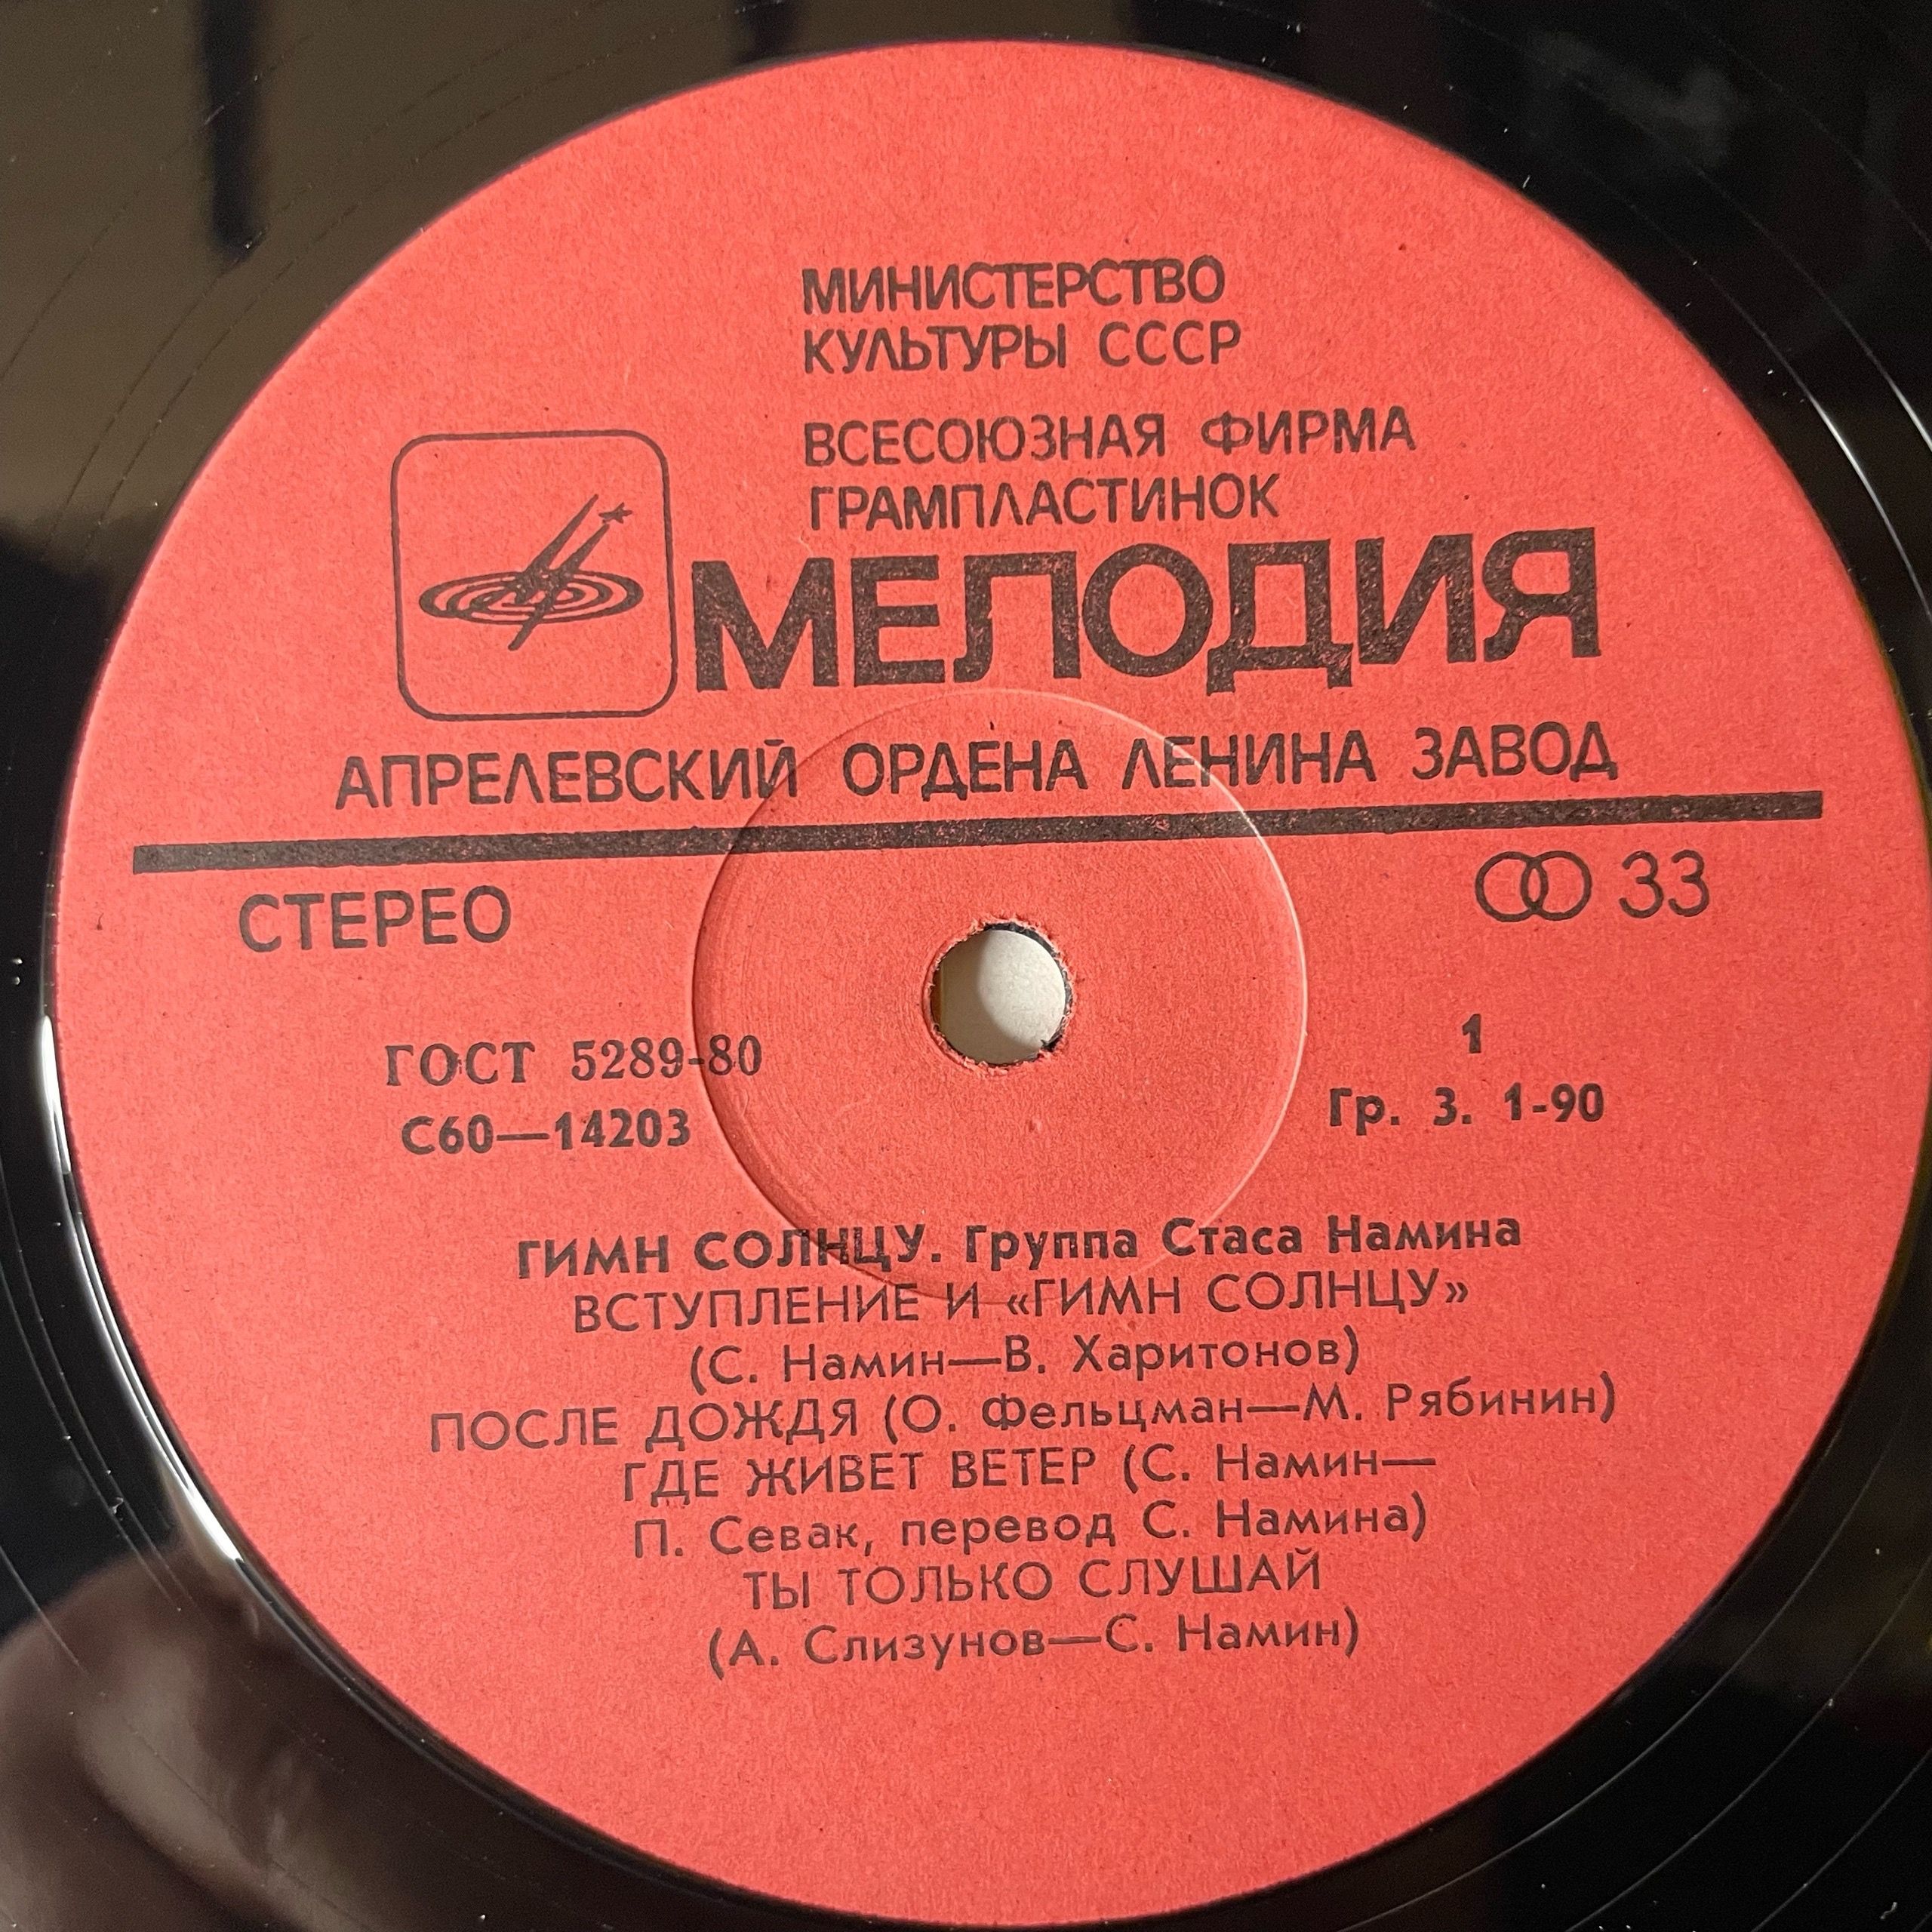 МИНИСТЕРСТВО
КУЛЬТУРЫ СССР
ВСЕСОЮЗНАЯ ФИРМА
ГРАМПЛАСТИНОК
МЕЛОДИЯ
АПРЕЛЕВСКИЙ ОРДЕНА ЛЕНИНА ЗАВОД
СТЕРЕО
33
ГОСТ 5289-80
С60—14203
1
Гр. 3. 1-90
ГИМН СОЛНЦУ. Группа Стаса Намина
ВСТУПЛЕНИЕ И «ГИМН СОЛНЦУ»
(С. Намин—В. Харитонов)
ПОСЛЕ ДОЖДЯ (О. Фельцман—М. Рябинин)
ГДЕ ЖИВЕТ ВЕТЕР (С. Намин—
П. Севак, перевод С. Намина)
ТЫ ТОЛЬКО СЛУШАЙ
(А. Слизунов—С. Намин)